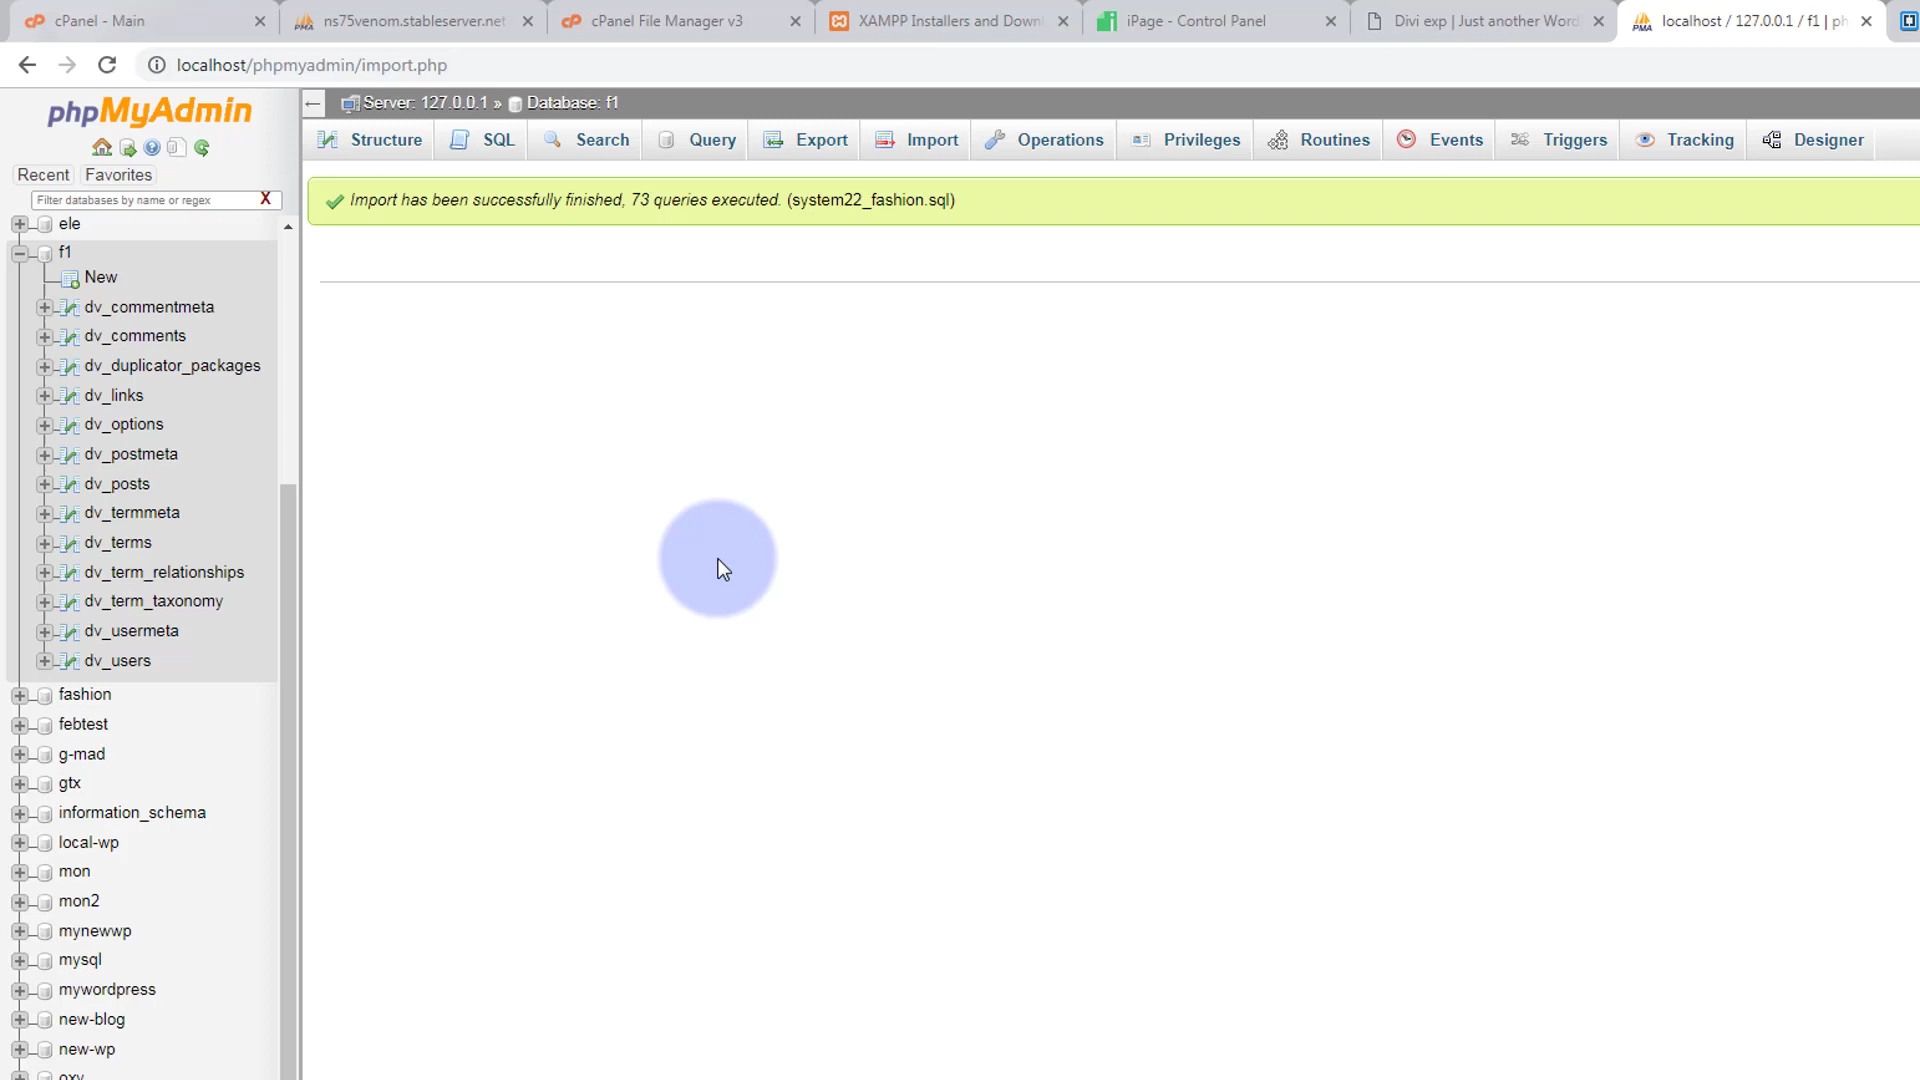 cPanel - Main
ns75venom.stableserver.net
cPanel File Manager v3
XAMPP Installers and Down
iPage - Control Panel
Divi exp | Just another Word
localhost / 127.0.0.1 / f1 | ph
localhost/phpmyadmin/import.php
phpMyAdmin
Server: 127.0.0.1 » Database: f1
Structure
SQL
Search
Query
Export
Import
Operations
Privileges
Routines
Events
Triggers
Tracking
Designer
Recent
Favorites
Filter databases by name or regex
X
Import has been successfully finished, 73 queries executed. (system22_fashion.sql)
ele
f1
New
dv_commentmeta
dv_comments
dv_duplicator_packages
dv_links
dv_options
dv_postmeta
dv_posts
dv_termmeta
dv_terms
dv_term_relationships
dv_term_taxonomy
dv_usermeta
dv_users
fashion
febtest
g-mad
gtx
information_schema
local-wp
mon
mon2
mynewwp
mysql
mywordpress
new-blog
new-wp
oxy